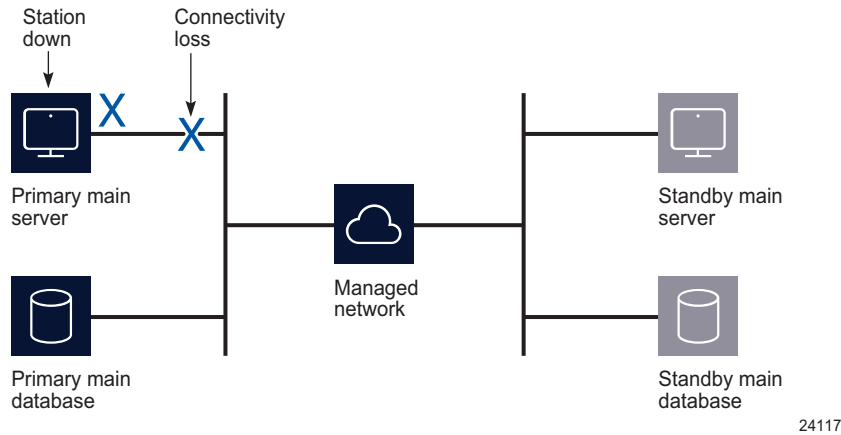 Station
down
Connectivity
loss
X
X
Primary main
server
Standby main
server
Managed
network
Primary main
database
Standby main
database
24117